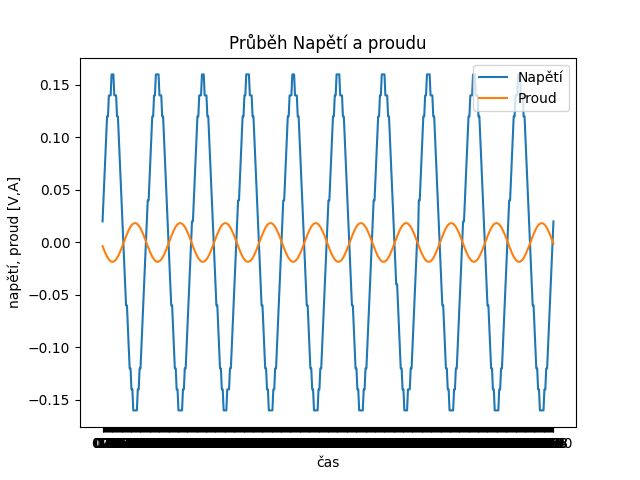 Průběh Napětí a proudu
Napětí
Proud
0.15
0.10
0.05
0.00
−0.05
−0.10
−0.15
napětí, proud [V,A]
čas